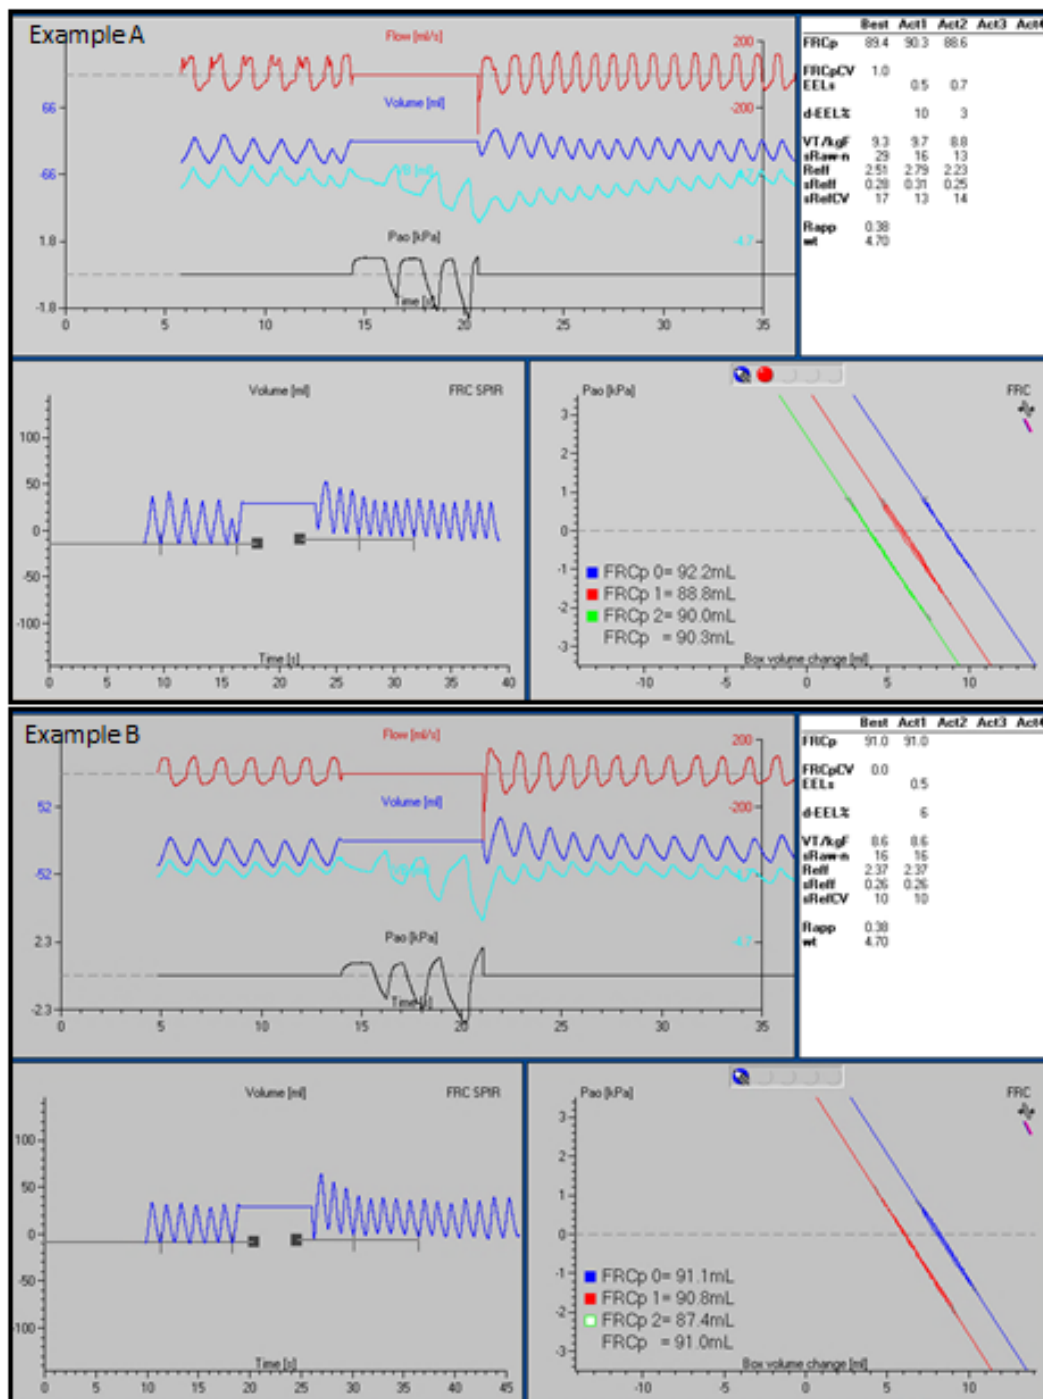 Example A
Flow [ml/s]
200
-200
Volume [ml]
66
-66
Pao [kPa]
1.8
-4.7
-1.8
Time [s]
0 5 10 15 20 25 30 35
Best Act1 Act2 Act3 Act4
FRCp 89.4 90.3 88.6
FRCpCV 1.0
EELs 0.5 0.7
d-EEL% 10 3
VT/kgF 9.3 9.7 8.8
sRaw-n 29 16 13
Reff 2.51 2.79 2.23
sReff 0.28 0.31 0.25
sRefCV 17 13 14
Rapp 0.38
wt 4.70
Volume [ml] FRC SPIR
100
50
0
-50
-100
0 5 10 15 20 25 30 35 40
Time [s]
Pao [kPa] FRC
3
2
1
0
-1
-2
-3
FRCp 0= 92.2mL
FRCp 1= 88.8mL
FRCp 2= 90.0mL
FRCp = 90.3mL
Box volume change [ml]
-10 -5 0 5 10
Example B
Flow [ml/s]
200
-200
Volume [ml]
52
-52
Pao [kPa]
2.3
-4.7
-2.3
0 5 10 15 20 25 30 35
Best Act1 Act2 Act3 Act4
FRCp 91.0 91.0
FRCpCV 0.0
EELs 0.5
d-EEL% 6
VT/kgF 8.6 8.6
sRaw-n 16 16
Reff 2.37 2.37
sReff 0.26 0.26
sRefCV 10 10
Rapp 0.38
wt 4.70
Volume [ml] FRC SPIR
100
50
0
-50
-100
0 5 10 15 20 25 30 35 40 45
Time [s]
Pao [kPa] FRC
3
2
1
0
-1
-2
-3
FRCp 0= 91.1mL
FRCp 1= 90.8mL
FRCp 2= 87.4mL
FRCp = 91.0mL
Box volume change [ml]
-10 -5 0 5 10